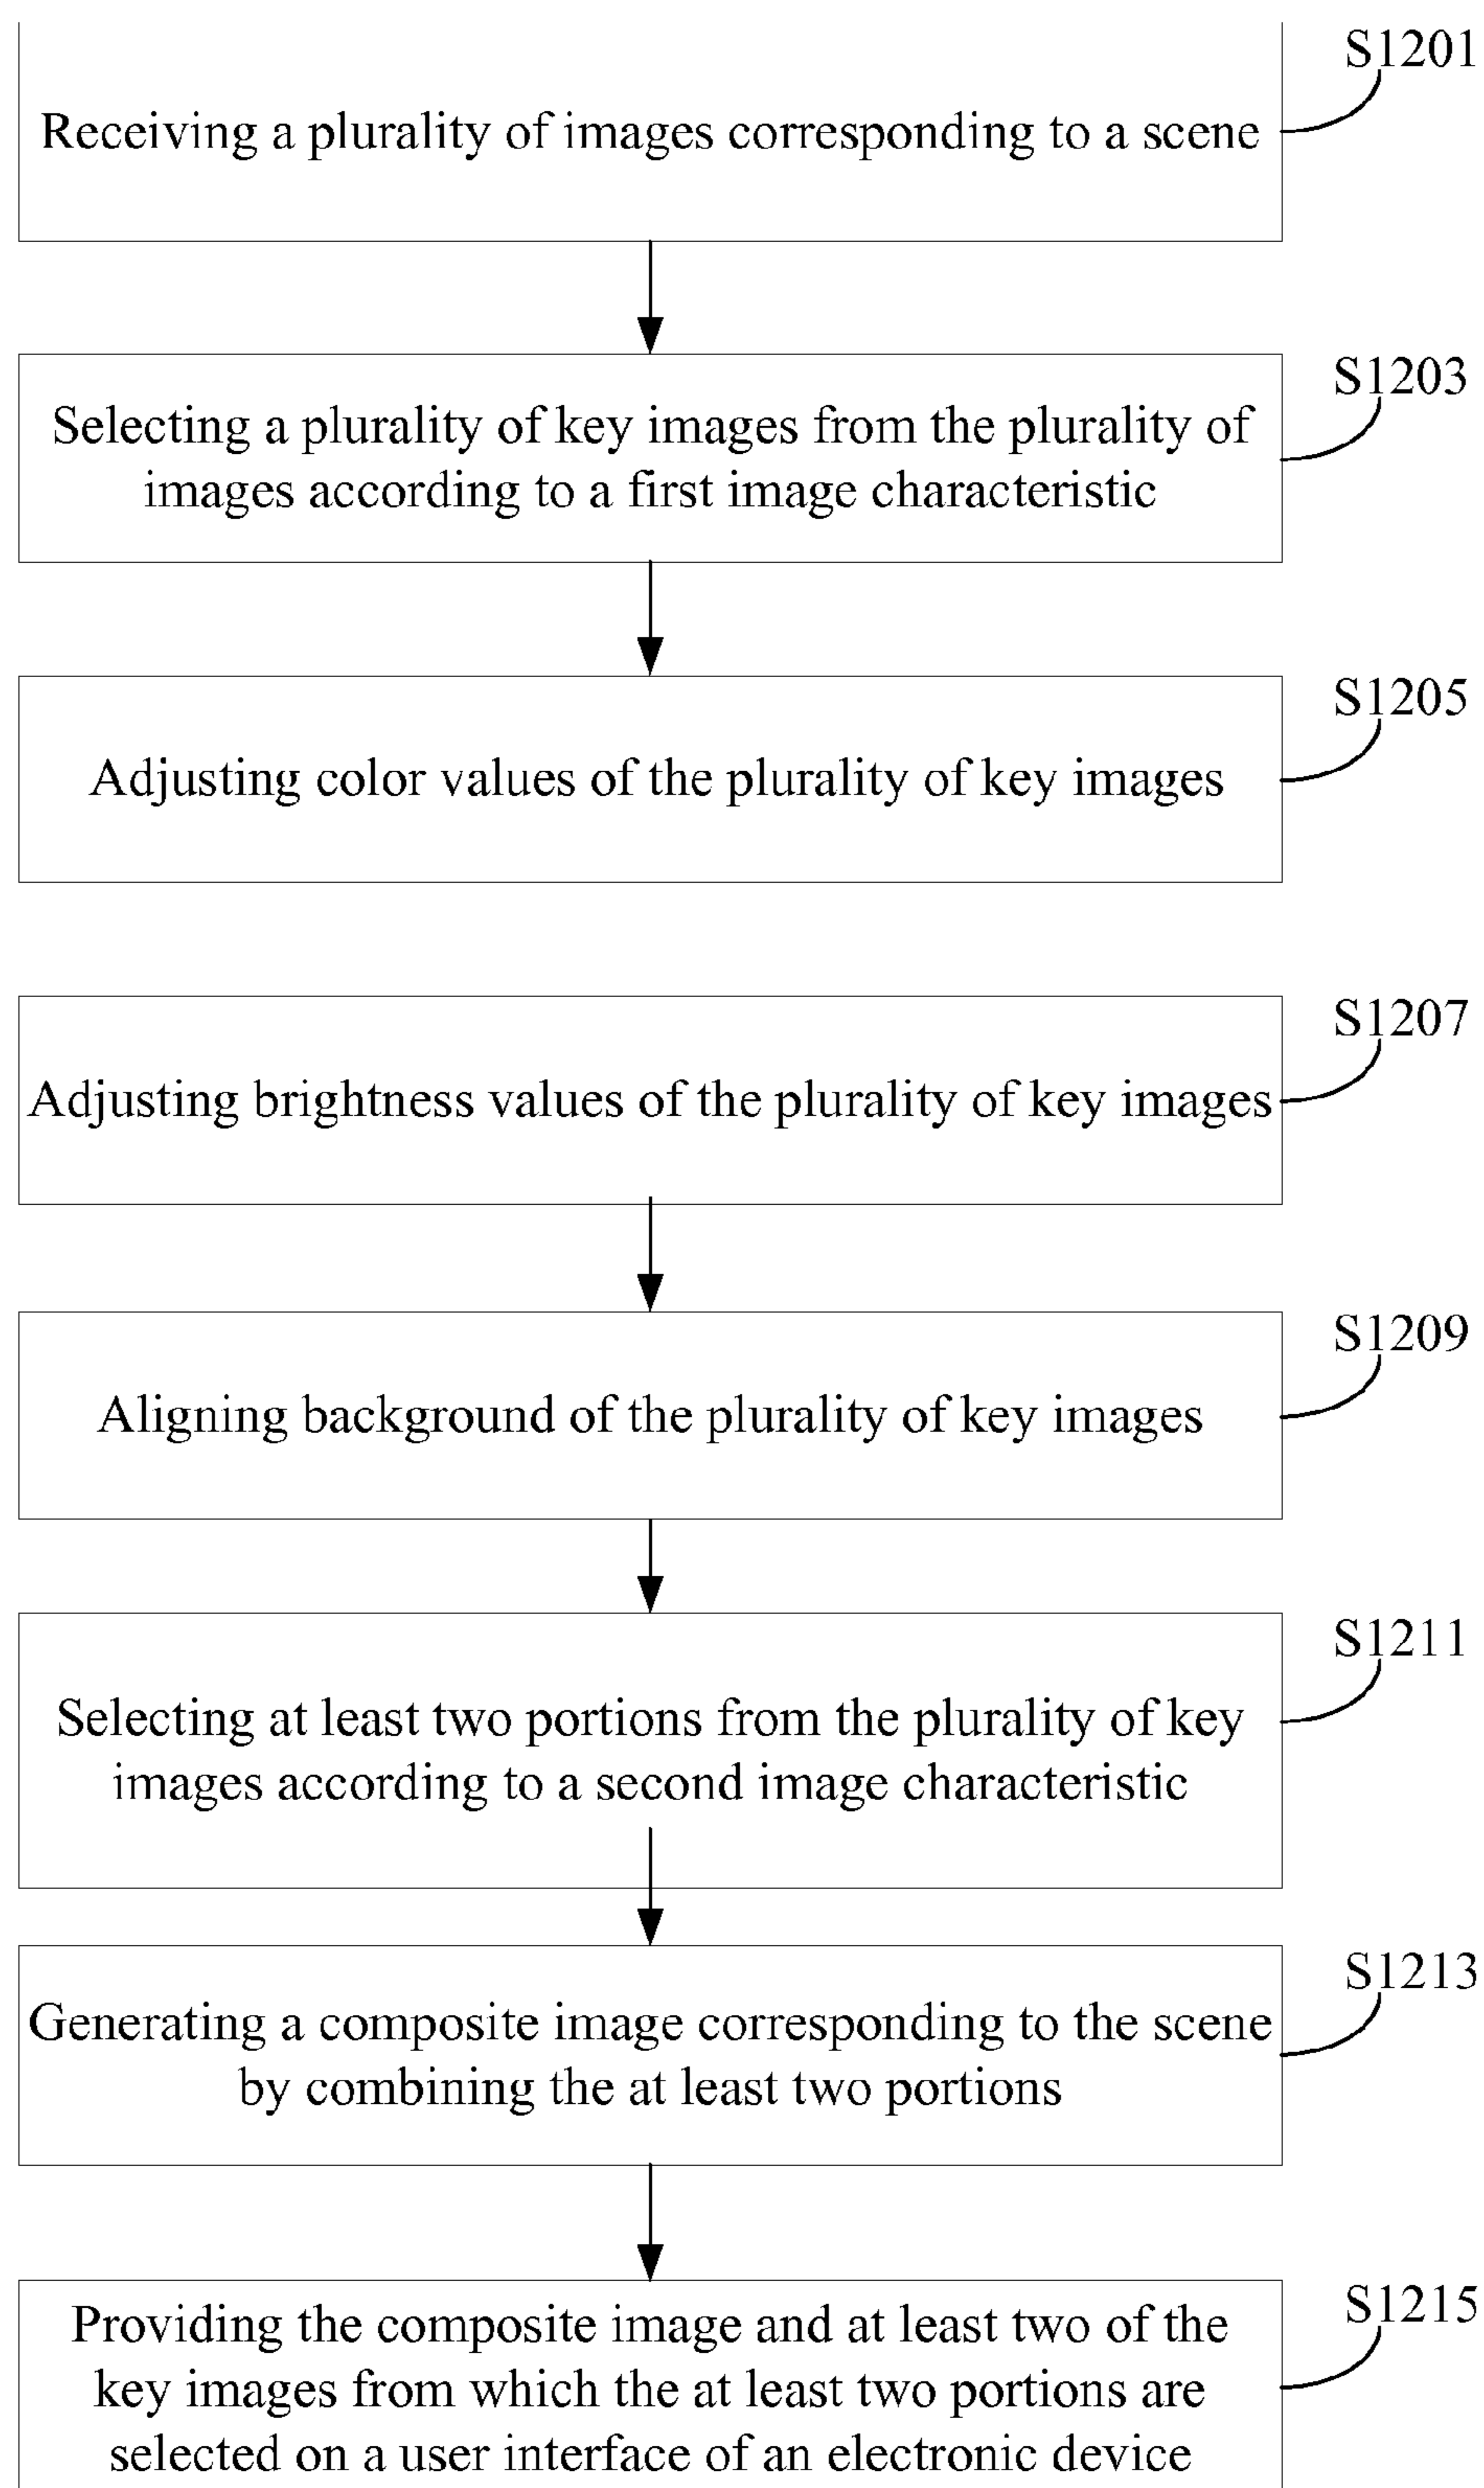 S1201
Receiving a plurality of images corresponding to a scene
S1203
Selecting a plurality of key images from the plurality of
images according to a first image characteristic
S1205
Adjusting color values of the plurality of key images
S1207
Adjusting brightness values of the plurality of key images
S1209
Aligning background of the plurality of key images
S1211
Selecting at least two portions from the plurality of key
images according to a second image characteristic
S1213
Generating a composite image corresponding to the scene
by combining the at least two portions
S1215
Providing the composite image and at least two of the
key images from which the at least two portions are
selected on a user interface of an electronic device